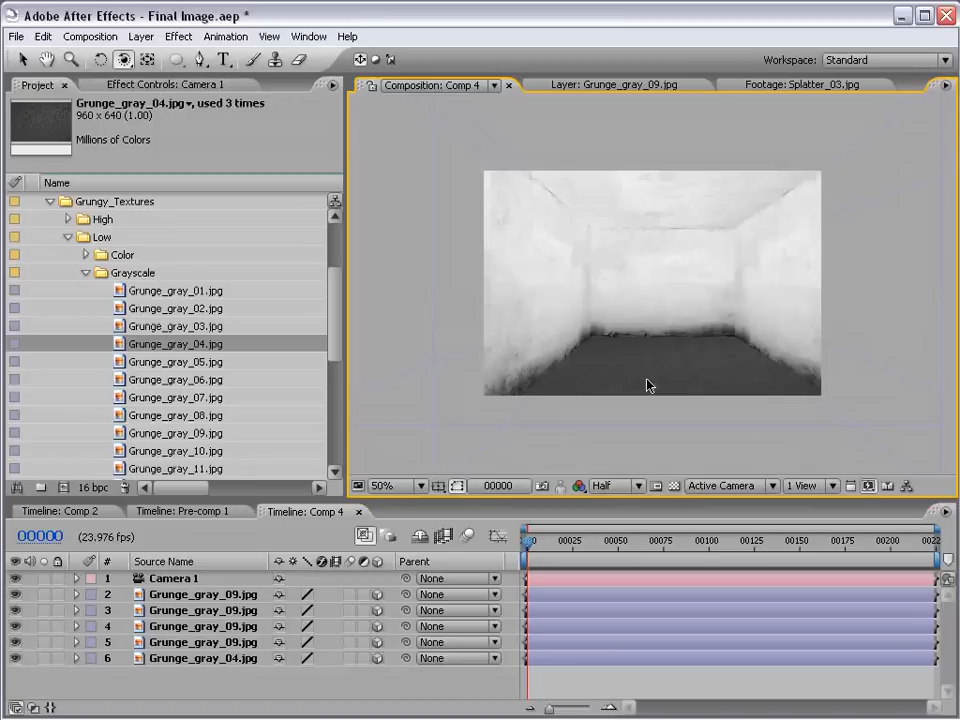 Adobe After Effects - Final Image.aep *
File Edit Composition Layer Effect Animation View Window Help
Workspace: Standard
Project Effect Controls: Camera 1
Composition: Comp 4 Layer: Grunge_gray_09.jpg Footage: Splatter_03.jpg
Grunge_gray_04.jpg, used 3 times
960 x 640 (1.00)
Millions of Colors
Name
Grungy_Textures
High
Low
Color
Grayscale
Grunge_gray_01.jpg
Grunge_gray_02.jpg
Grunge_gray_03.jpg
Grunge_gray_04.jpg
Grunge_gray_05.jpg
Grunge_gray_06.jpg
Grunge_gray_07.jpg
Grunge_gray_08.jpg
Grunge_gray_09.jpg
Grunge_gray_10.jpg
Grunge_gray_11.jpg
16 bpc
50% 00000 Half Active Camera 1 View
Timeline: Comp 2 Timeline: Pre-comp 1 Timeline: Comp 4
00000 (23.976 fps)
00025 00050 00075 00100 00125 00150 00175 00200
# Source Name Parent
1 Camera 1 None
2 Grunge_gray_09.jpg None
3 Grunge_gray_09.jpg None
4 Grunge_gray_09.jpg None
5 Grunge_gray_09.jpg None
6 Grunge_gray_04.jpg None